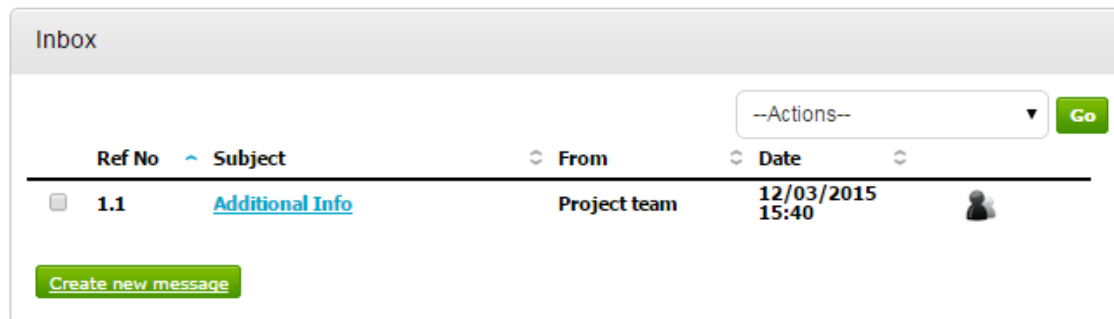 Inbox
--Actions-- Go
Ref No Subject From Date
1.1 Additional Info Project team 12/03/2015
15:40
Create new message